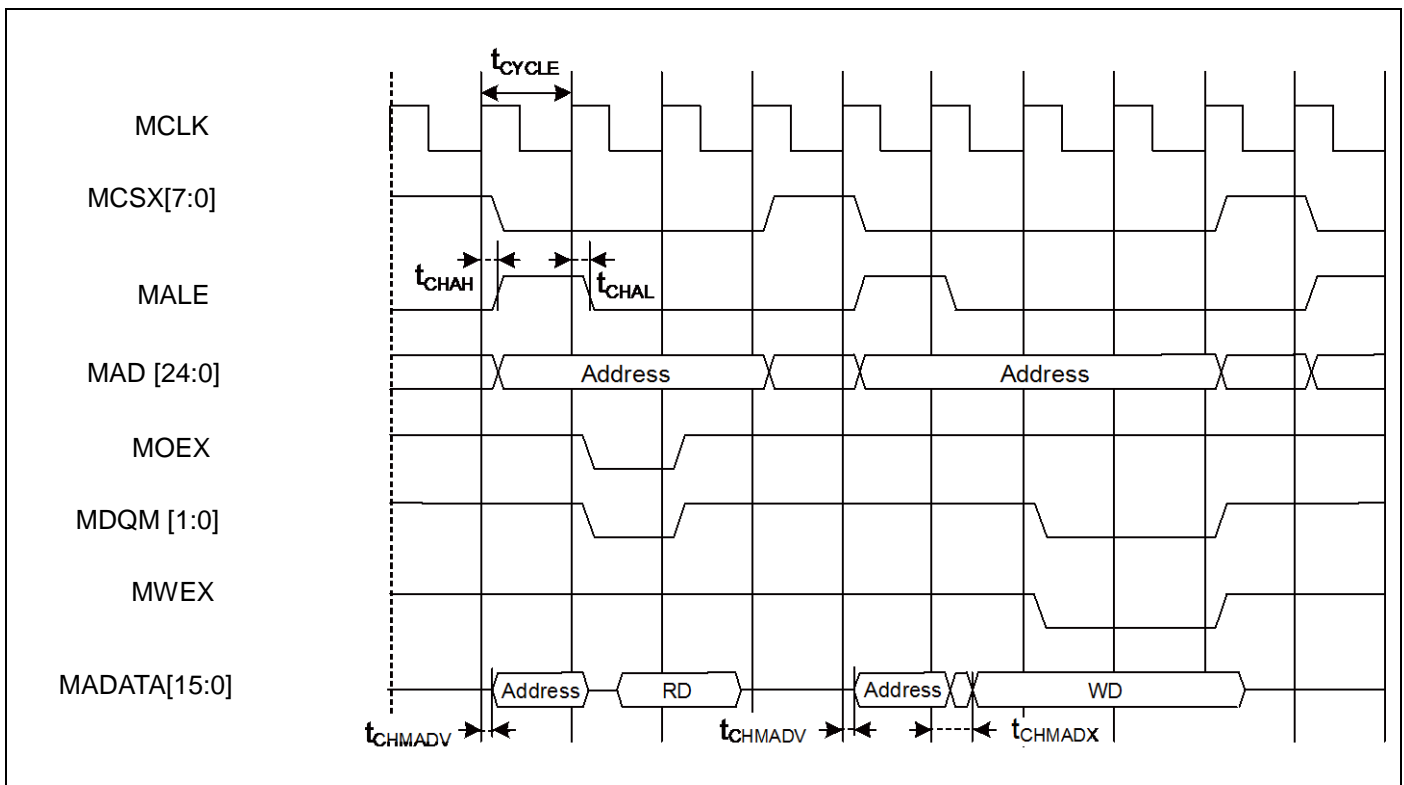 tCYCLE
MCLK
MCSX[7:0]
tCHAH
tCHAL
MALE
MAD [24:0]
Address
Address
MOEX
MDQM [1:0]
MWEX
MADATA[15:0]
Address
RD
Address
WD
tCHMADV
tCHMADV
tCHMADX